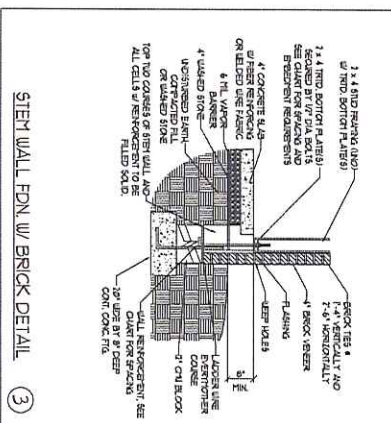 2 x 4 STUD FRAMING (UNO)
W/ TRTD. BOTTOM PLATE(S)
2 x 4 TRTD. BOTTOM PLATE(S)
SECURED BY 1/2" DIA. BOLTS
SEE CHART FOR SPACING AND
EMBEDMENT REQUIREMENTS
4" CONCRETE SLAB
W/ FIBER REINFORCING
OR WELDED WIRE FABRIC
6 MIL VAPOR
BARRIER
4" WASHED STONE
COMPACTED FILL
OR WASHED STONE
UNDISTURBED EARTH
TOP TWO COURSES OF STEM WALL AND
ALL CELLS W/ REINFORCEMENT TO BE
FILLED SOLID.
BRICK TIES @
1'-4" VERTICALLY AND
2'-6" HORIZONTALLY
4" BRICK VENEER
FLASHING
WEEP HOLES
8"
MIN.
LADDER WIRE
EVERY OTHER
COURSE
CMU BLOCK
WALL REINFORCEMENT, SEE
CHART FOR SPACING
20" WIDE BY 8" DEEP
CONT. CONC. FTG.
STEM WALL FDN. W/ BRICK DETAIL
3